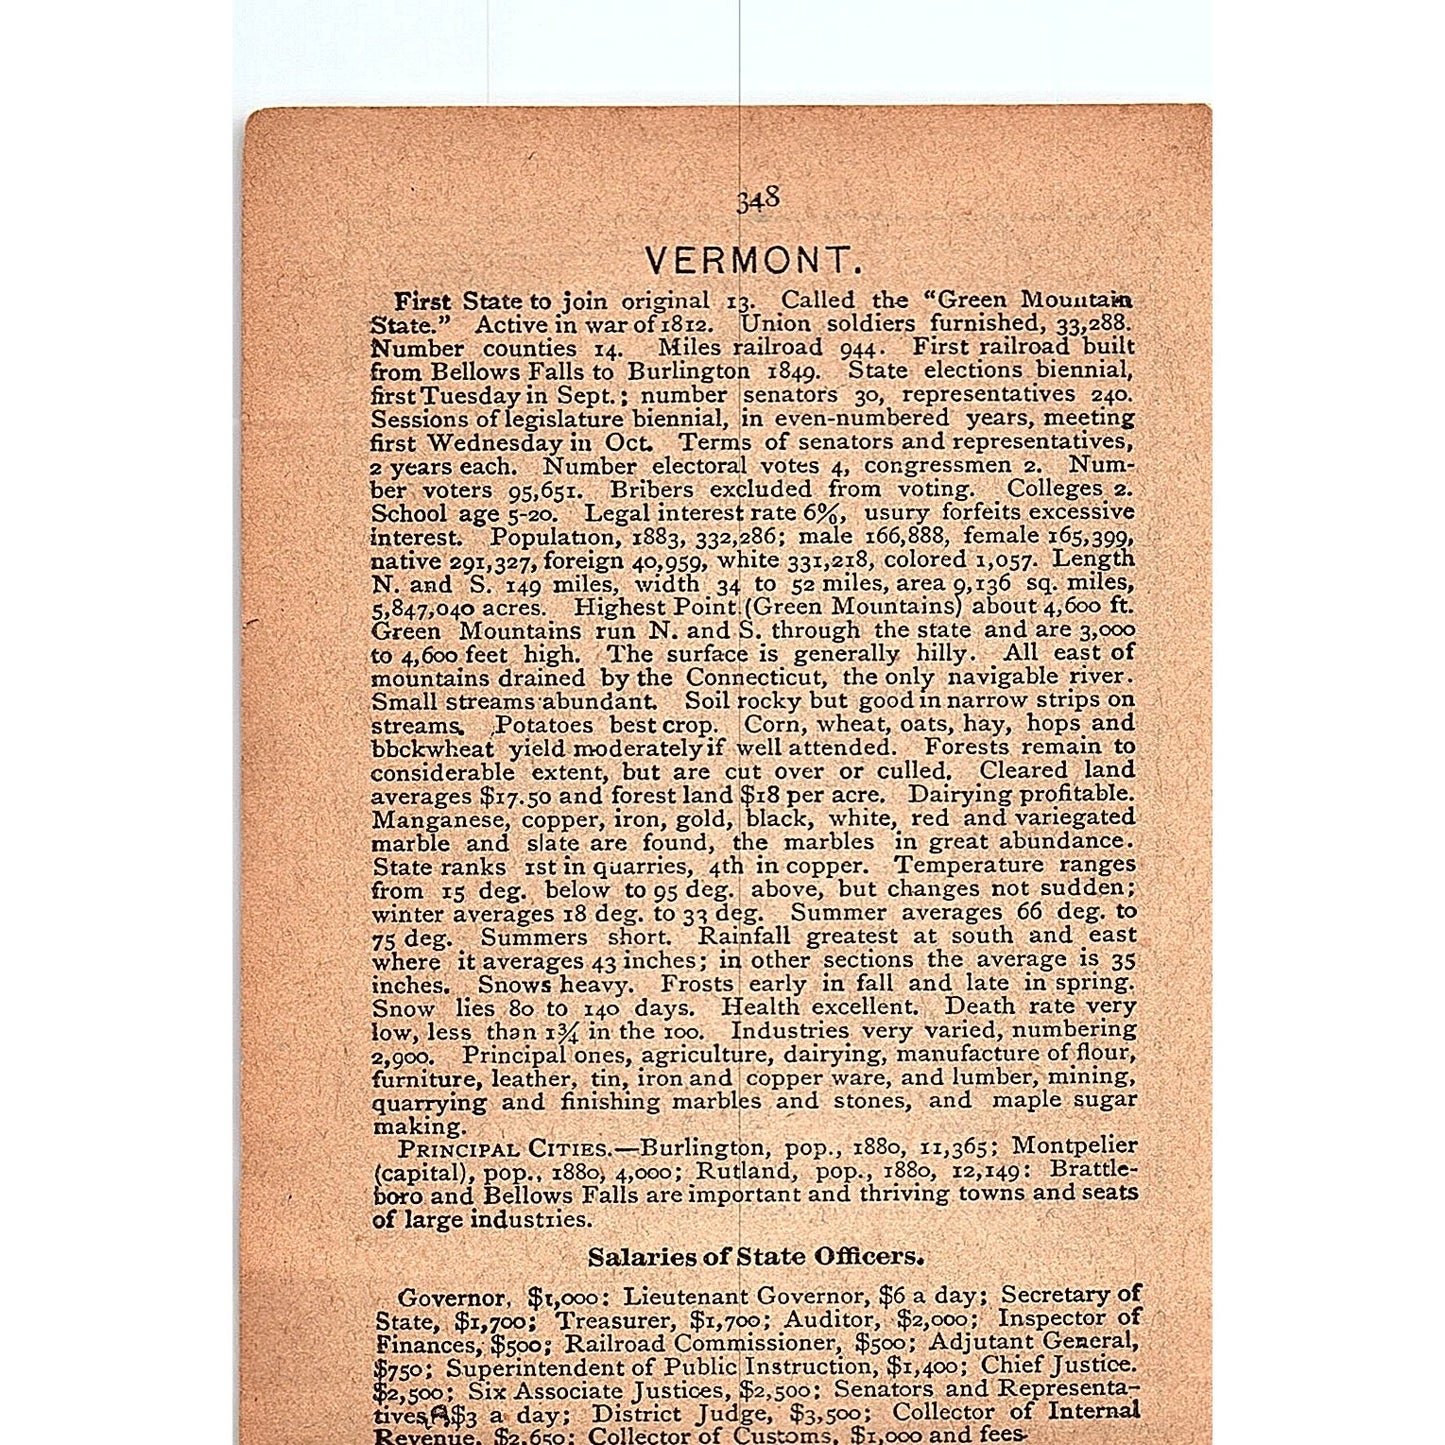 348
VERMONT.
First State to join original 13. Called the "Green Mountain
State." Active in war of 1812. Union soldiers furnished, 33,288.
Number counties 14. Miles railroad 944. First railroad built
from Bellows Falls to Burlington 1849. State elections biennial,
first Tuesday in Sept.; number senators 30, representatives 240.
Sessions of legislature biennial, in even-numbered years, meeting
first Wednesday in Oct. Terms of senators and representatives,
2 years each. Number electoral votes 4, congressmen 2. Num-
ber voters 95,651. Bribers excluded from voting. Colleges 2.
School age 5-20. Legal interest rate 6%, usury forfeits excessive
interest. Population, 1883, 332,286; male 166,888, female 165,399,
native 291,327, foreign 40,959, white 331,218, colored 1,057. Length
N. and S. 149 miles, width 34 to 52 miles, area 9,136 sq. miles,
5,847,040 acres. Highest Point (Green Mountains) about 4,600 ft.
Green Mountains run N. and S. through the state and are 3,000
to 4,600 feet high. The surface is generally hilly. All east of
mountains drained by the Connecticut, the only navigable river.
Small streams abundant. Soil rocky but good in narrow strips on
streams. Potatoes best crop. Corn, wheat, oats, hay, hops and
bbckwheat yield moderately if well attended. Forests remain to
considerable extent, but are cut over or culled. Cleared land
averages $17.50 and forest land $18 per acre. Dairying profitable.
Manganese, copper, iron, gold, black, white, red and variegated
marble and slate are found, the marbles in great abundance.
State ranks 1st in quarries, 4th in copper. Temperature ranges
from 15 deg. below to 95 deg. above, but changes not sudden;
winter averages 18 deg. to 33 deg. Summer averages 66 deg. to
75 deg. Summers short. Rainfall greatest at south and east
where it averages 43 inches; in other sections the average is 35
inches. Snows heavy. Frosts early in fall and late in spring.
Snow lies 80 to 140 days. Health excellent. Death rate very
low, less than 1¾ in the 100. Industries very varied, numbering
2,900. Principal ones, agriculture, dairying, manufacture of flour,
furniture, leather, tin, iron and copper ware, and lumber, mining,
quarrying and finishing marbles and stones, and maple sugar
making.
PRINCIPAL CITIES.—Burlington, pop., 1880, 11,365; Montpelier
(capital), pop., 1880, 4,000; Rutland, pop., 1880, 12,149: Brattle-
boro and Bellows Falls are important and thriving towns and seats
of large industries.
Salaries of State Officers.
Governor, $1,000: Lieutenant Governor, $6 a day; Secretary of
State, $1,700; Treasurer, $1,700; Auditor, $2,000; Inspector of
Finances, $500; Railroad Commissioner, $500; Adjutant General,
$750; Superintendent of Public Instruction, $1,400; Chief Justice.
$2,500; Six Associate Justices, $2,500; Senators and Representa-
tives, $3 a day; District Judge, $3,500; Collector of Internal
Revenue, $2,650; Collector of Customs, $1,000 and fees